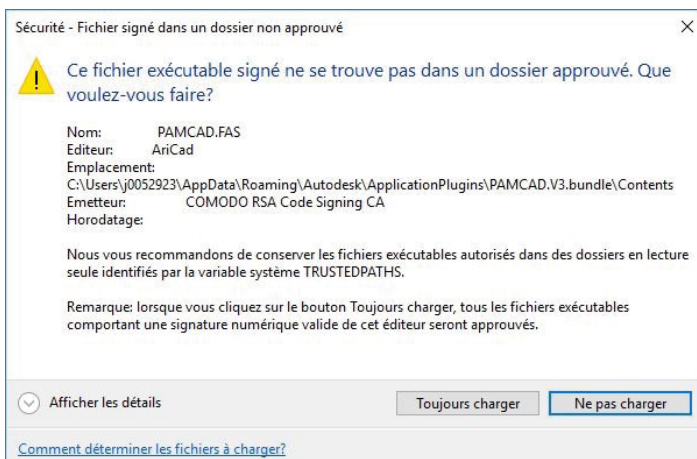 Sécurité - Fichier signé dans un dossier non approuvé
Ce fichier exécutable signé ne se trouve pas dans un dossier approuvé. Que
voulez-vous faire?
Nom: PAMCAD.FAS
Editeur: AriCad
Emplacement:
C:\Users\j0052923\AppData\Roaming\Autodesk\ApplicationPlugins\PAMCAD.V3.bundle\Contents
Emetteur: COMODO RSA Code Signing CA
Horodatage:
Nous vous recommandons de conserver les fichiers exécutables autorisés dans des dossiers en lecture
seule identifiés par la variable système TRUSTEDPATHS.
Remarque: lorsque vous cliquez sur le bouton Toujours charger, tous les fichiers exécutables
comportant une signature numérique valide de cet éditeur seront approuvés.
Afficher les détails
Toujours charger
Ne pas charger
Comment déterminer les fichiers à charger?